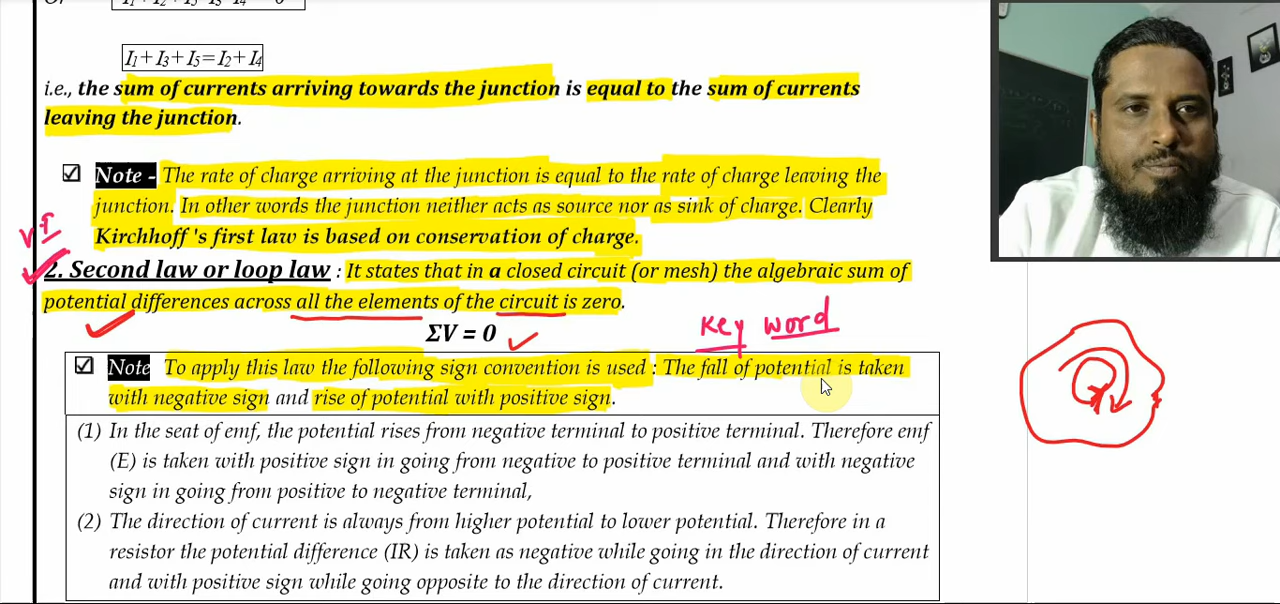 I₁+I₃+I₅=I₂+I₄
i.e., the sum of currents arriving towards the junction is equal to the sum of currents
leaving the junction.
Note - The rate of charge arriving at the junction is equal to the rate of charge leaving the
junction. In other words the junction neither acts as source nor as sink of charge. Clearly
Kirchhoff 's first law is based on conservation of charge.
2. Second law or loop law : It states that in a closed circuit (or mesh) the algebraic sum of
potential differences across all the elements of the circuit is zero.
ΣV = 0
Key word
Note To apply this law the following sign convention is used : The fall of potential is taken
with negative sign and rise of potential with positive sign.
(1) In the seat of emf, the potential rises from negative terminal to positive terminal. Therefore emf
(E) is taken with positive sign in going from negative to positive terminal and with negative
sign in going from positive to negative terminal,
(2) The direction of current is always from higher potential to lower potential. Therefore in a
resistor the potential difference (IR) is taken as negative while going in the direction of current
and with positive sign while going opposite to the direction of current.